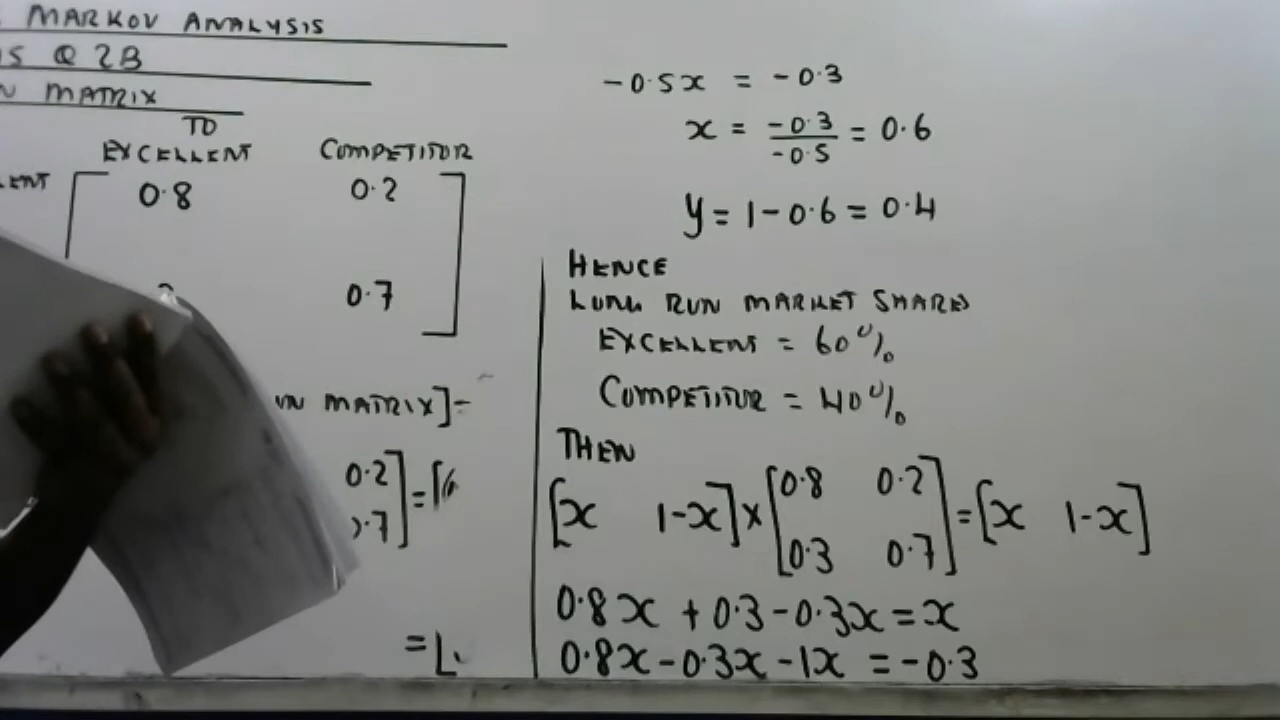 MARKOV ANALYSIS
Q 2B
MATRIX
TO
EXCELLENT COMPETITOR
0.8 0.2
0.7
MATRIX]=
0.2] = [
0.7]
= [
-0.5x = -0.3
x = -0.3/-0.5 = 0.6
y = 1-0.6 = 0.4
HENCE
LONG RUN MARKET SHARES
EXCELLENT = 60%
COMPETITOR = 40%
THEN
[x 1-x] × [0.8 0.2 = [x 1-x]
0.3 0.7]
0.8x + 0.3 - 0.3x = x
0.8x - 0.3x - 1x = -0.3